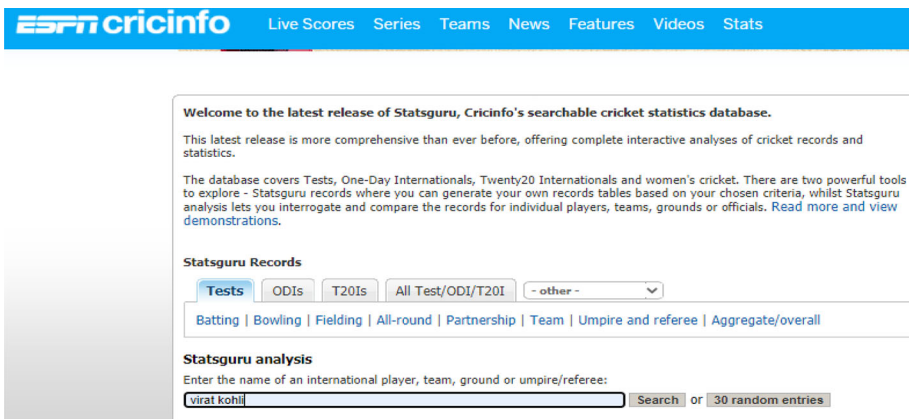 ESPN cricinfo Live Scores Series Teams News Features Videos Stats
Welcome to the latest release of Statsguru, Cricinfo's searchable cricket statistics database.
This latest release is more comprehensive than ever before, offering complete interactive analyses of cricket records and
statistics.
The database covers Tests, One-Day Internationals, Twenty20 Internationals and women's cricket. There are two powerful tools
to explore - Statsguru records where you can generate your own records tables based on your chosen criteria, whilst Statsguru
analysis lets you interrogate and compare the records for individual players, teams, grounds or officials. Read more and view
demonstrations.
Statsguru Records
Tests ODIs T20Is All Test/ODI/T20I - other -
Batting | Bowling | Fielding | All-round | Partnership | Team | Umpire and referee | Aggregate/overall
Statsguru analysis
Enter the name of an international player, team, ground or umpire/referee:
virat kohli Search or 30 random entries